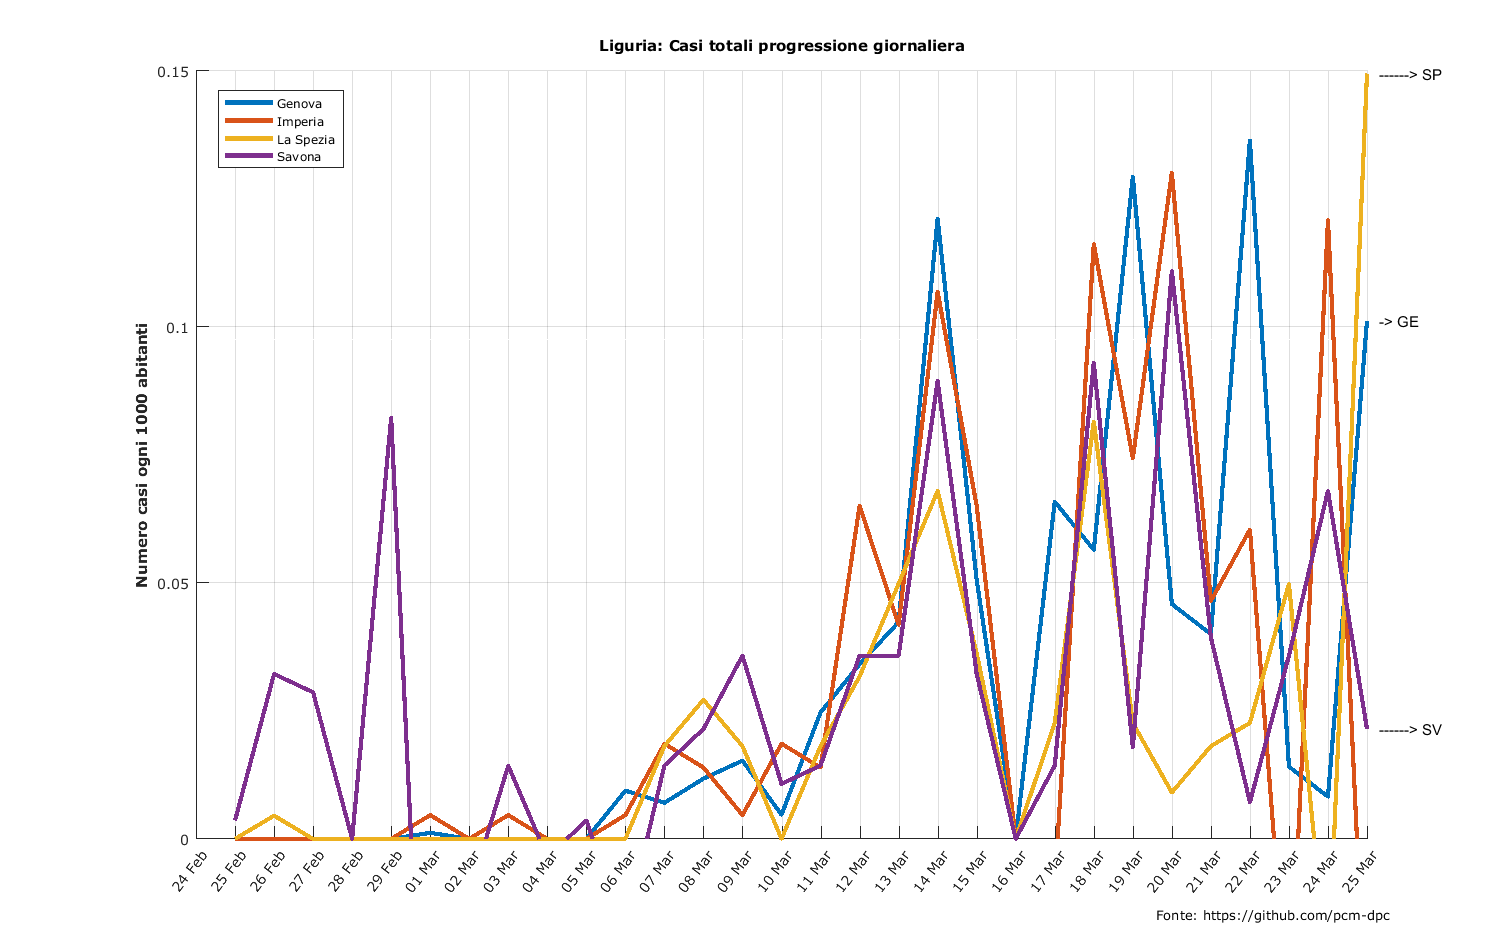 Liguria: Casi totali progressione giornaliera
0.15
0.1
0.05
0
Numero casi ogni 1000 abitanti
Genova
Imperia
La Spezia
Savona
------> SP
-> GE
------> SV
24 Feb
25 Feb
26 Feb
27 Feb
28 Feb
29 Feb
01 Mar
02 Mar
03 Mar
04 Mar
05 Mar
06 Mar
07 Mar
08 Mar
09 Mar
10 Mar
11 Mar
12 Mar
13 Mar
14 Mar
15 Mar
16 Mar
17 Mar
18 Mar
19 Mar
20 Mar
21 Mar
22 Mar
23 Mar
24 Mar
25 Mar
Fonte: https://github.com/pcm-dpc